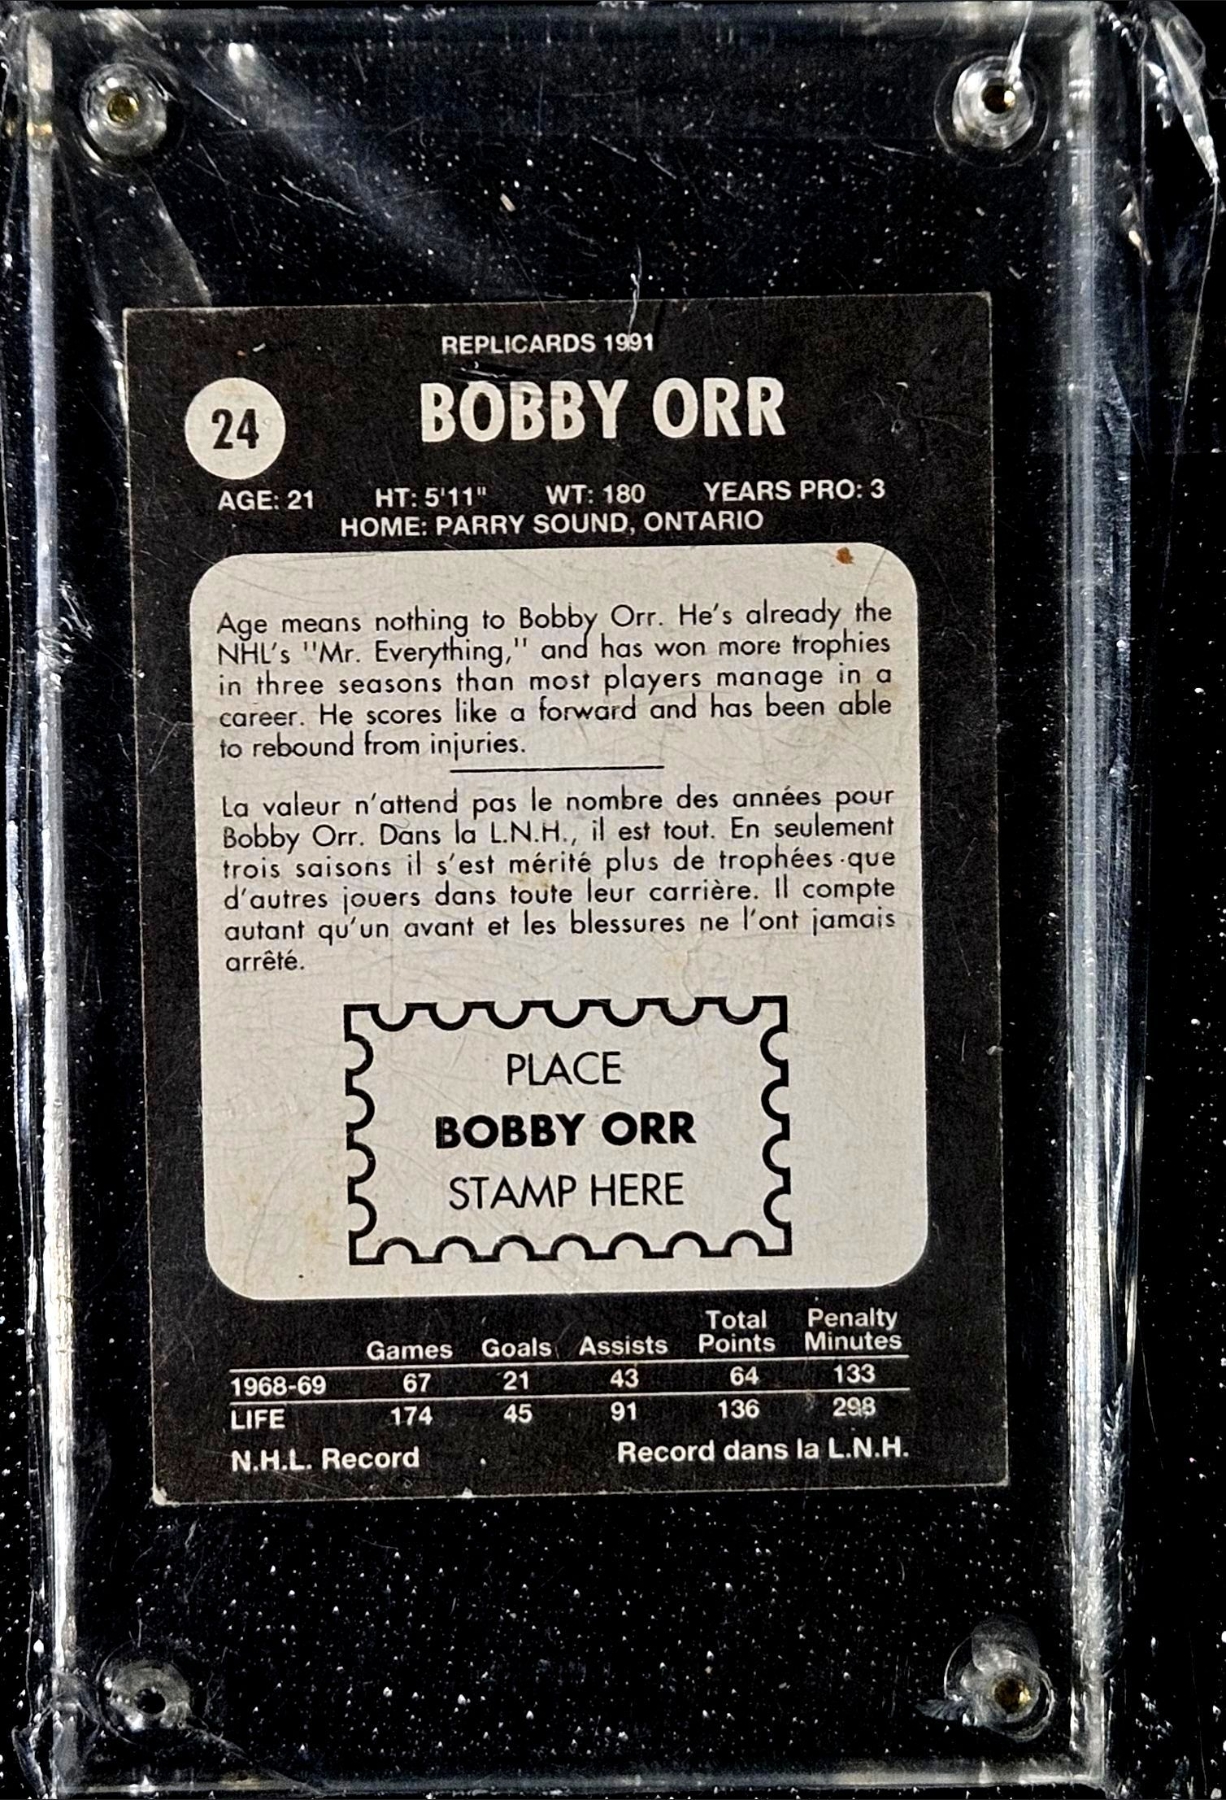 REPLICARDS 1991
24
BOBBY ORR
AGE: 21 HT: 5'11" WT: 180 YEARS PRO: 3
HOME: PARRY SOUND, ONTARIO
Age means nothing to Bobby Orr. He's already the
NHL's "Mr. Everything," and has won more trophies
in three seasons than most players manage in a
career. He scores like a forward and has been able
to rebound from injuries.
La valeur n'attend pas le nombre des années pour
Bobby Orr. Dans la L.N.H., il est tout. En seulement
trois saisons il s'est mérité plus de trophées que
d'autres jouers dans toute leur carrière. Il compte
autant qu'un avant et les blessures ne l'ont jamais
arrêté.
PLACE
BOBBY ORR
STAMP HERE
Games Goals Assists Total Points Penalty Minutes
1968-69 67 21 43 64 133
LIFE 174 45 91 136 298
N.H.L. Record Record dans la L.N.H.